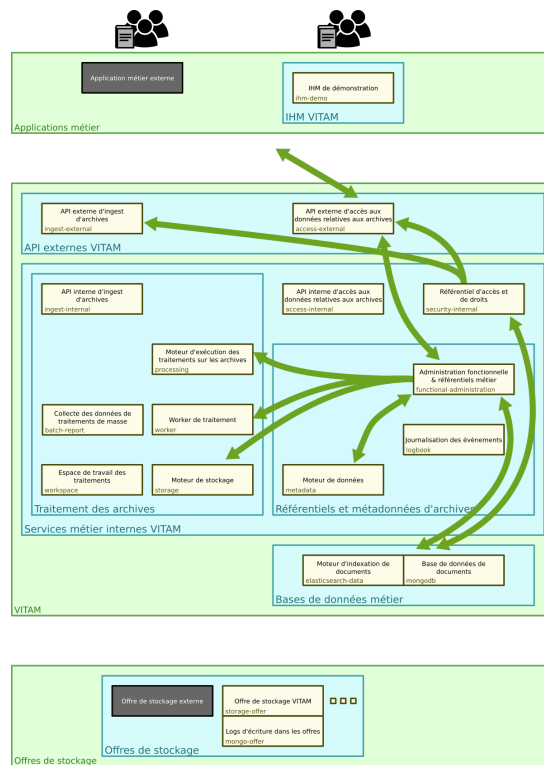 Application métier externe
IHM de démonstration
ihm-demo
IHM VITAM
Applications métier
API externe d'ingest
d'archives
ingest-external
API externe d'accès aux
données relatives aux archives
access-external
API externes VITAM
API interne d'ingest
d'archives
ingest-internal
API interne d'accès aux
données relatives aux archives
access-internal
Référentiel d'accès et
de droits
security-internal
Moteur d'exécution des
traitements sur les archives
processing
Administration fonctionnelle
& référentiels métier
functional-administration
Collecte des données de
traitements de masse
batch-report
Worker de traitement
worker
Journalisation des évènements
logbook
Espace de travail des
traitements
workspace
Moteur de stockage
storage
Moteur de données
metadata
Traitement des archives
Référentiels et métadonnées d'archives
Services métier internes VITAM
Moteur d'indexation de
documents
elasticsearch-data
Base de données de
documents
mongodb
Bases de données métier
VITAM
Offre de stockage externe
Offre de stockage VITAM
storage-offer
Logs d'écriture dans les offres
mongo-offer
Offres de stockage
Offres de stockage